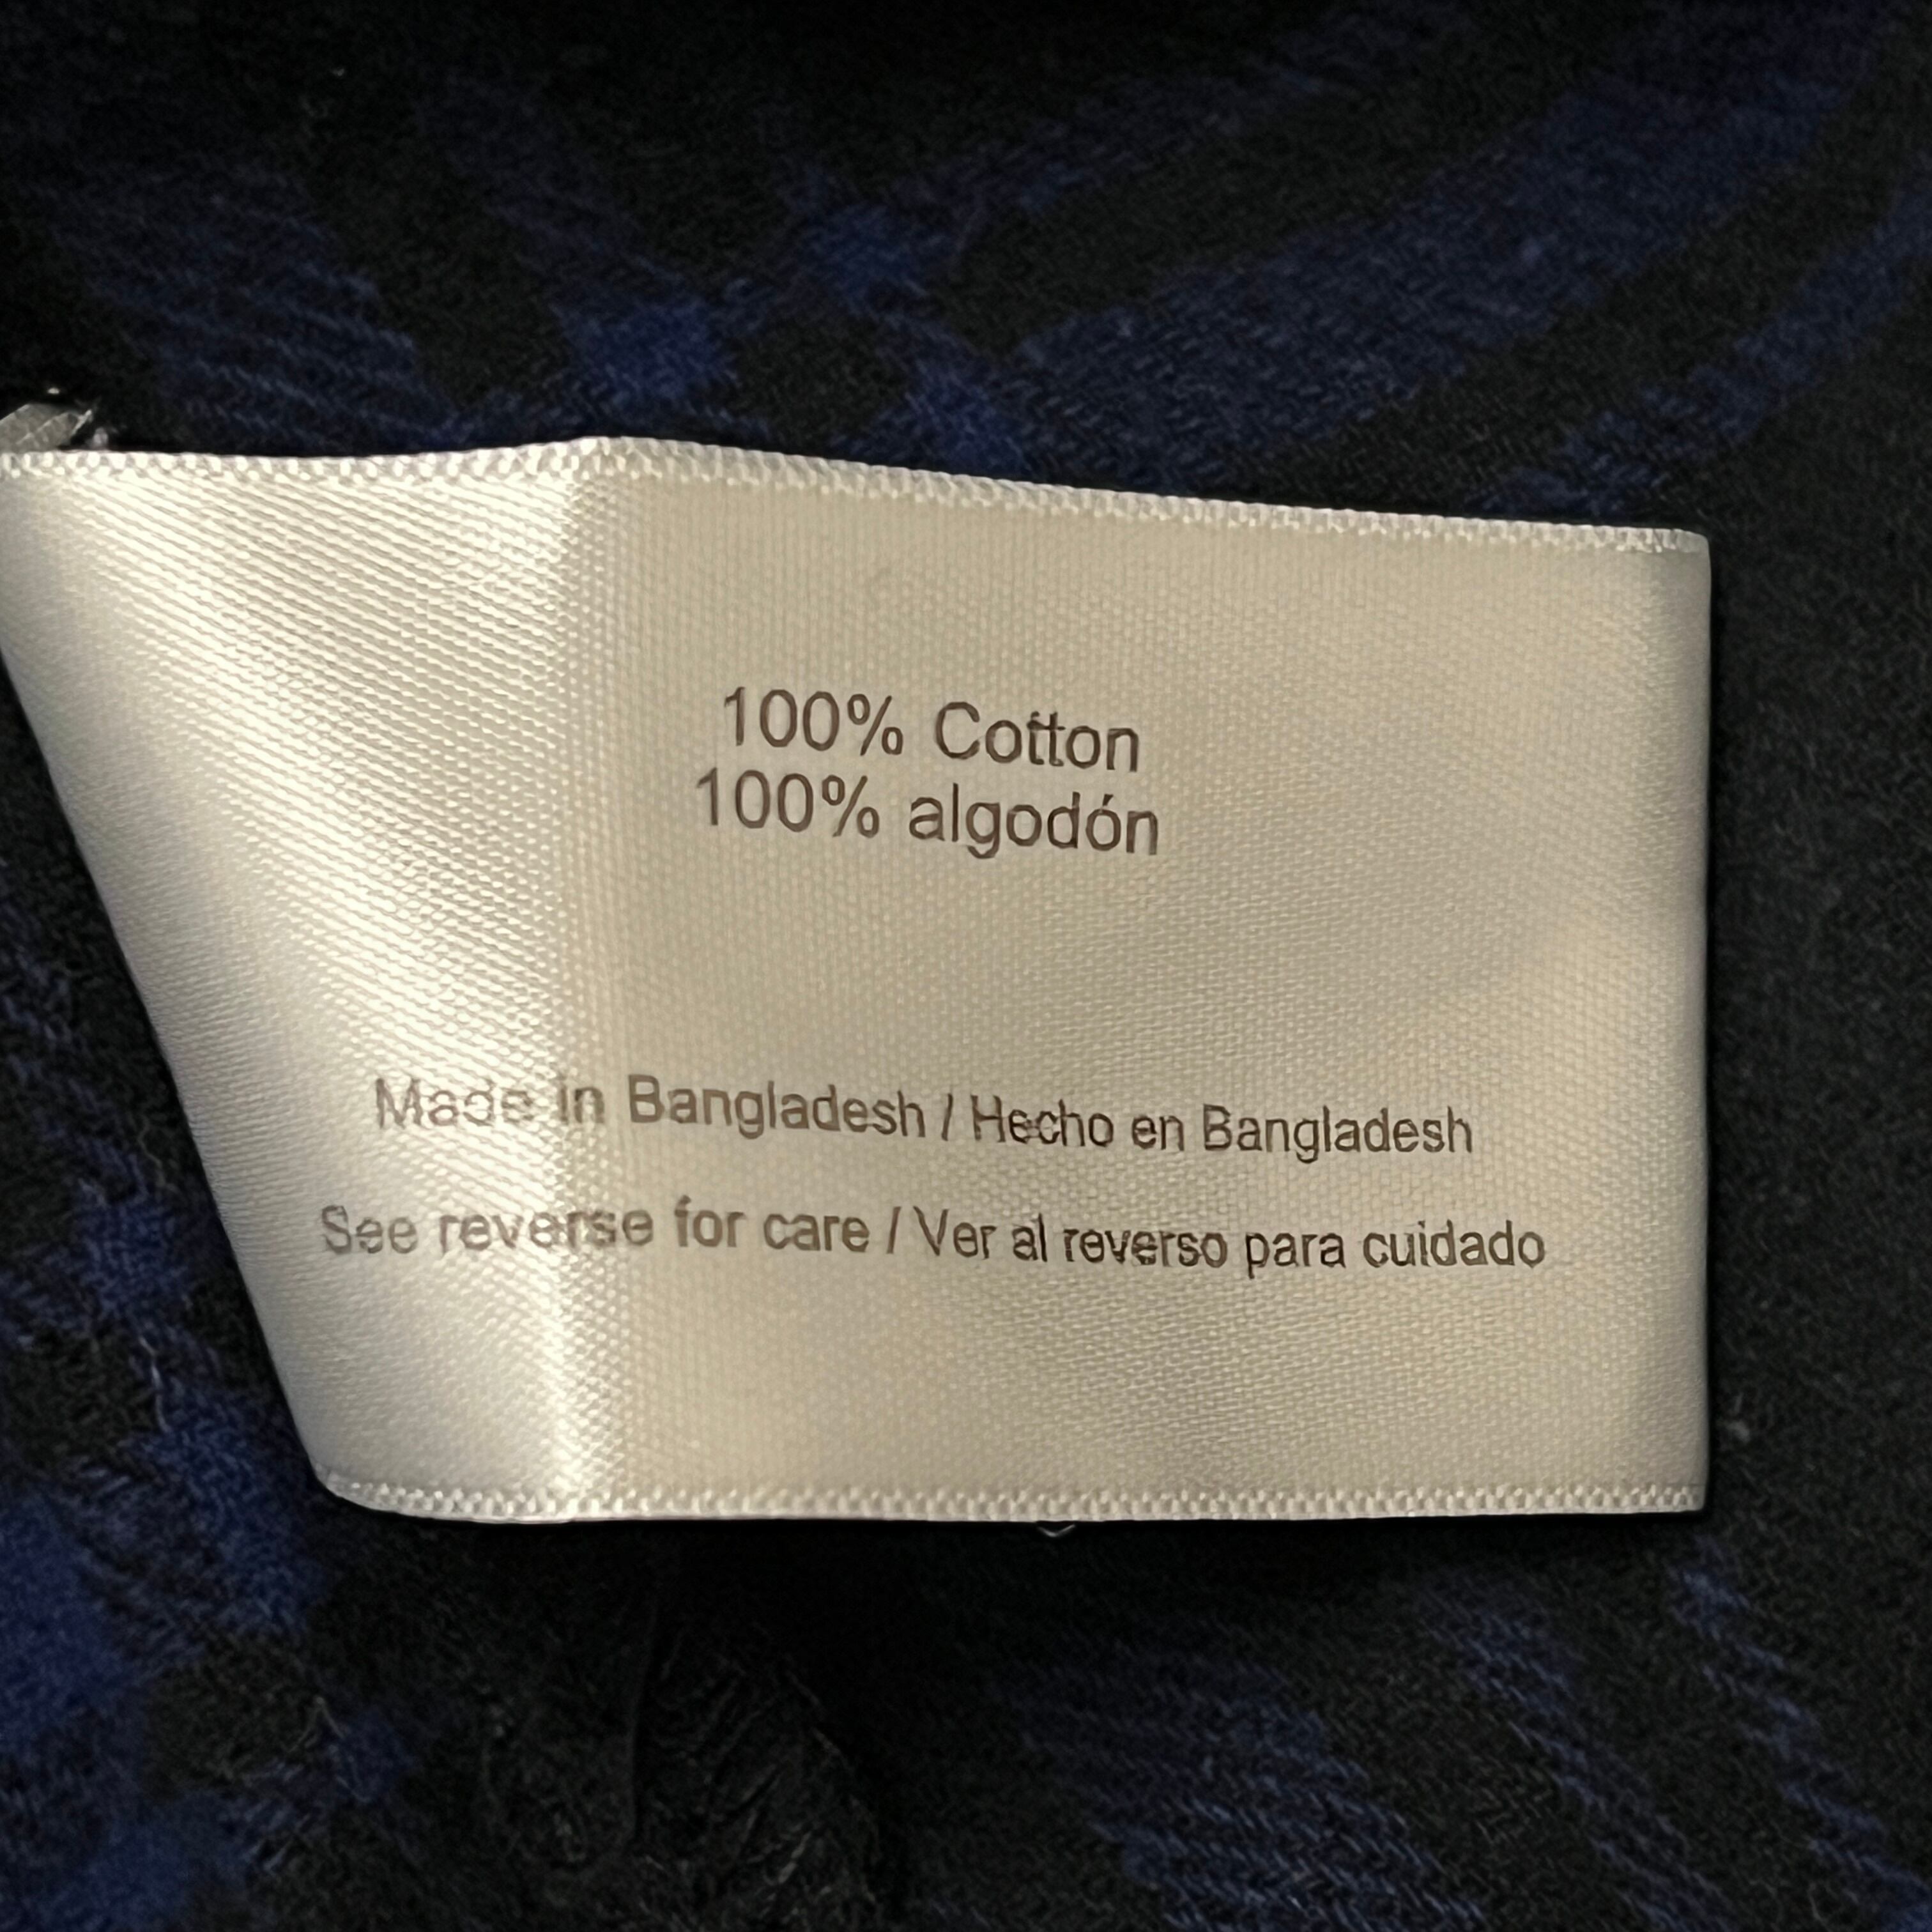 100% Cotton
100% algodón
Made in Bangladesh / Hecho en Bangladesh
See reverse for care / Ver al reverso para cuidado